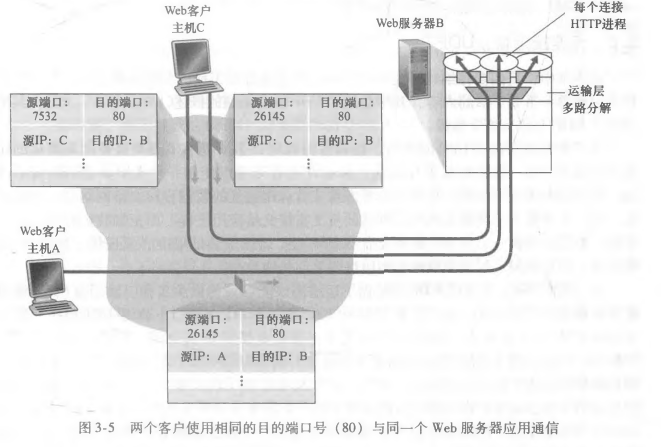 Web客户
主机C
Web服务器B
每个连接
HTTP进程
运输层
多路分解
源端口:
7532
目的端口:
80
源IP: C
目的IP: B
源端口:
26145
目的端口:
80
源IP: C
目的IP: B
Web客户
主机A
源端口:
26145
目的端口:
80
源IP: A
目的IP: B
图 3-5 两个客户使用相同的目的端口号（80）与同一个 Web 服务器应用通信